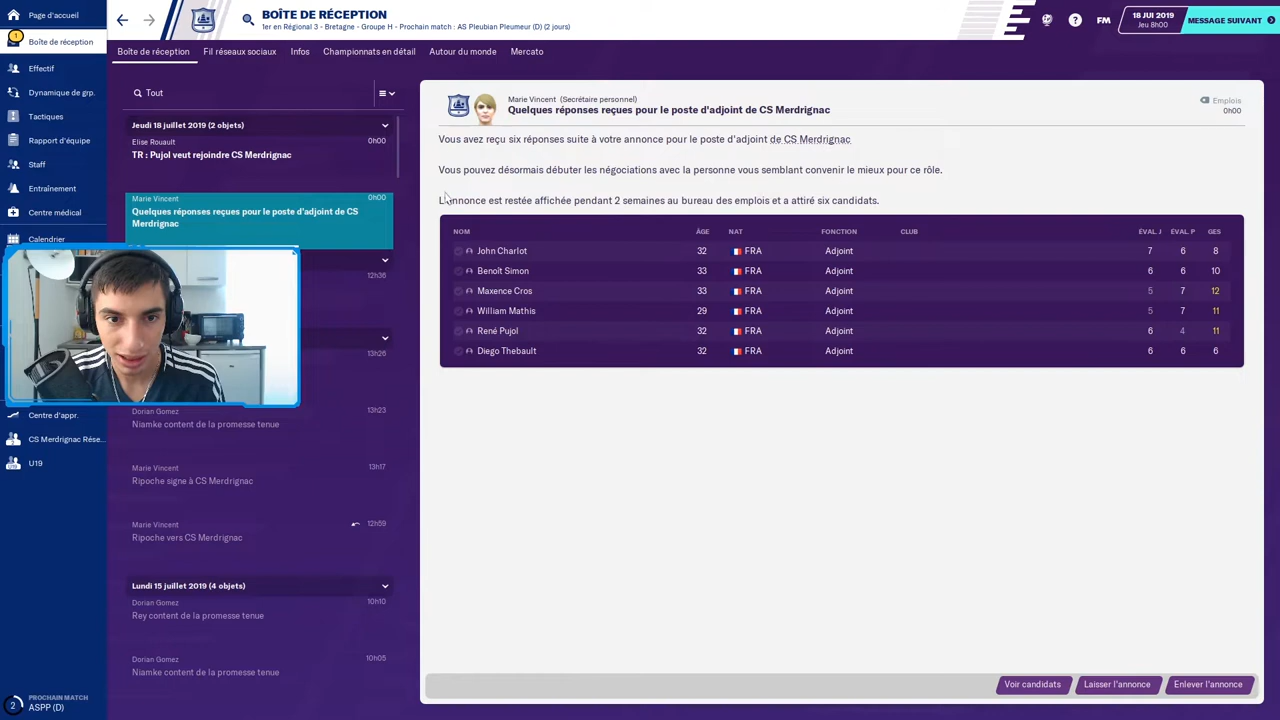 Page d'accueil
1
Boîte de réception
Effectif
Dynamique de grp.
Tactiques
Rapport d'équipe
Staff
Entraînement
Centre médical
Calendrier
Centre d'appr.
CS Merdrignac Rése...
U19
PROCHAIN MATCH
2 ASPP (D)
BOÎTE DE RÉCEPTION
1er en Régional 3 - Bretagne - Groupe H - Prochain match : AS Pleubian Pleumeur (D) (2 jours)
FM
18 JUI 2019
Jeu 8h00
MESSAGE SUIVANT
Boîte de réception Fil réseaux sociaux Infos Championnats en détail Autour du monde Mercato
Tout
Jeudi 18 juillet 2019 (2 objets)
Elise Rouault 0h00
TR : Pujol veut rejoindre CS Merdrignac
Marie Vincent 0h00
Quelques réponses reçues pour le poste d'adjoint de CS
Merdrignac
12h36
13h26
Dorian Gomez 13h23
Niamke content de la promesse tenue
Marie Vincent 13h17
Ripoche signe à CS Merdrignac
Marie Vincent 12h59
Ripoche vers CS Merdrignac
Lundi 15 juillet 2019 (4 objets)
Dorian Gomez 10h10
Rey content de la promesse tenue
Dorian Gomez 10h05
Niamke content de la promesse tenue
Marie Vincent (Secrétaire personnel)
Quelques réponses reçues pour le poste d'adjoint de CS Merdrignac
Emplois
0h00
Vous avez reçu six réponses suite à votre annonce pour le poste d'adjoint de CS Merdrignac
Vous pouvez désormais débuter les négociations avec la personne vous semblant convenir le mieux pour ce rôle.
L'annonce est restée affichée pendant 2 semaines au bureau des emplois et a attiré six candidats.
NOM ÂGE NAT FONCTION CLUB ÉVAL J ÉVAL P GES
John Charlot 32 FRA Adjoint 7 6 8
Benoît Simon 33 FRA Adjoint 6 6 10
Maxence Cros 33 FRA Adjoint 5 7 12
William Mathis 29 FRA Adjoint 5 7 11
René Pujol 32 FRA Adjoint 6 4 11
Diego Thebault 32 FRA Adjoint 6 6 6
Voir candidats Laisser l'annonce Enlever l'annonce